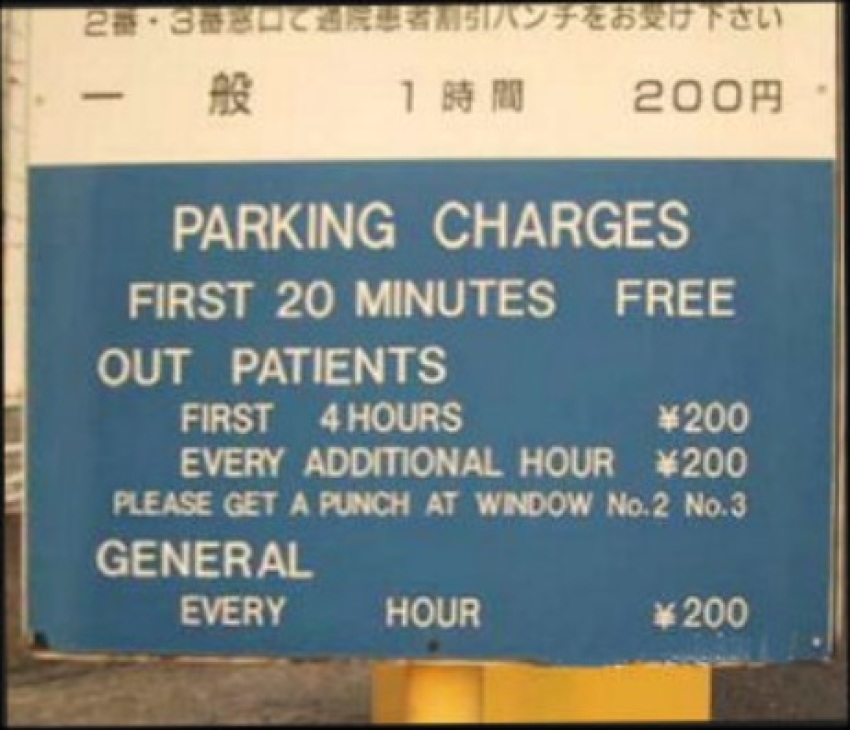 2番・3番窓口で通院患者割引パンチをお受け下さい
一般 1時間 200円
PARKING CHARGES
FIRST 20 MINUTES FREE
OUT PATIENTS
FIRST 4 HOURS ¥200
EVERY ADDITIONAL HOUR ¥200
PLEASE GET A PUNCH AT WINDOW No.2 No.3
GENERAL
EVERY HOUR ¥200